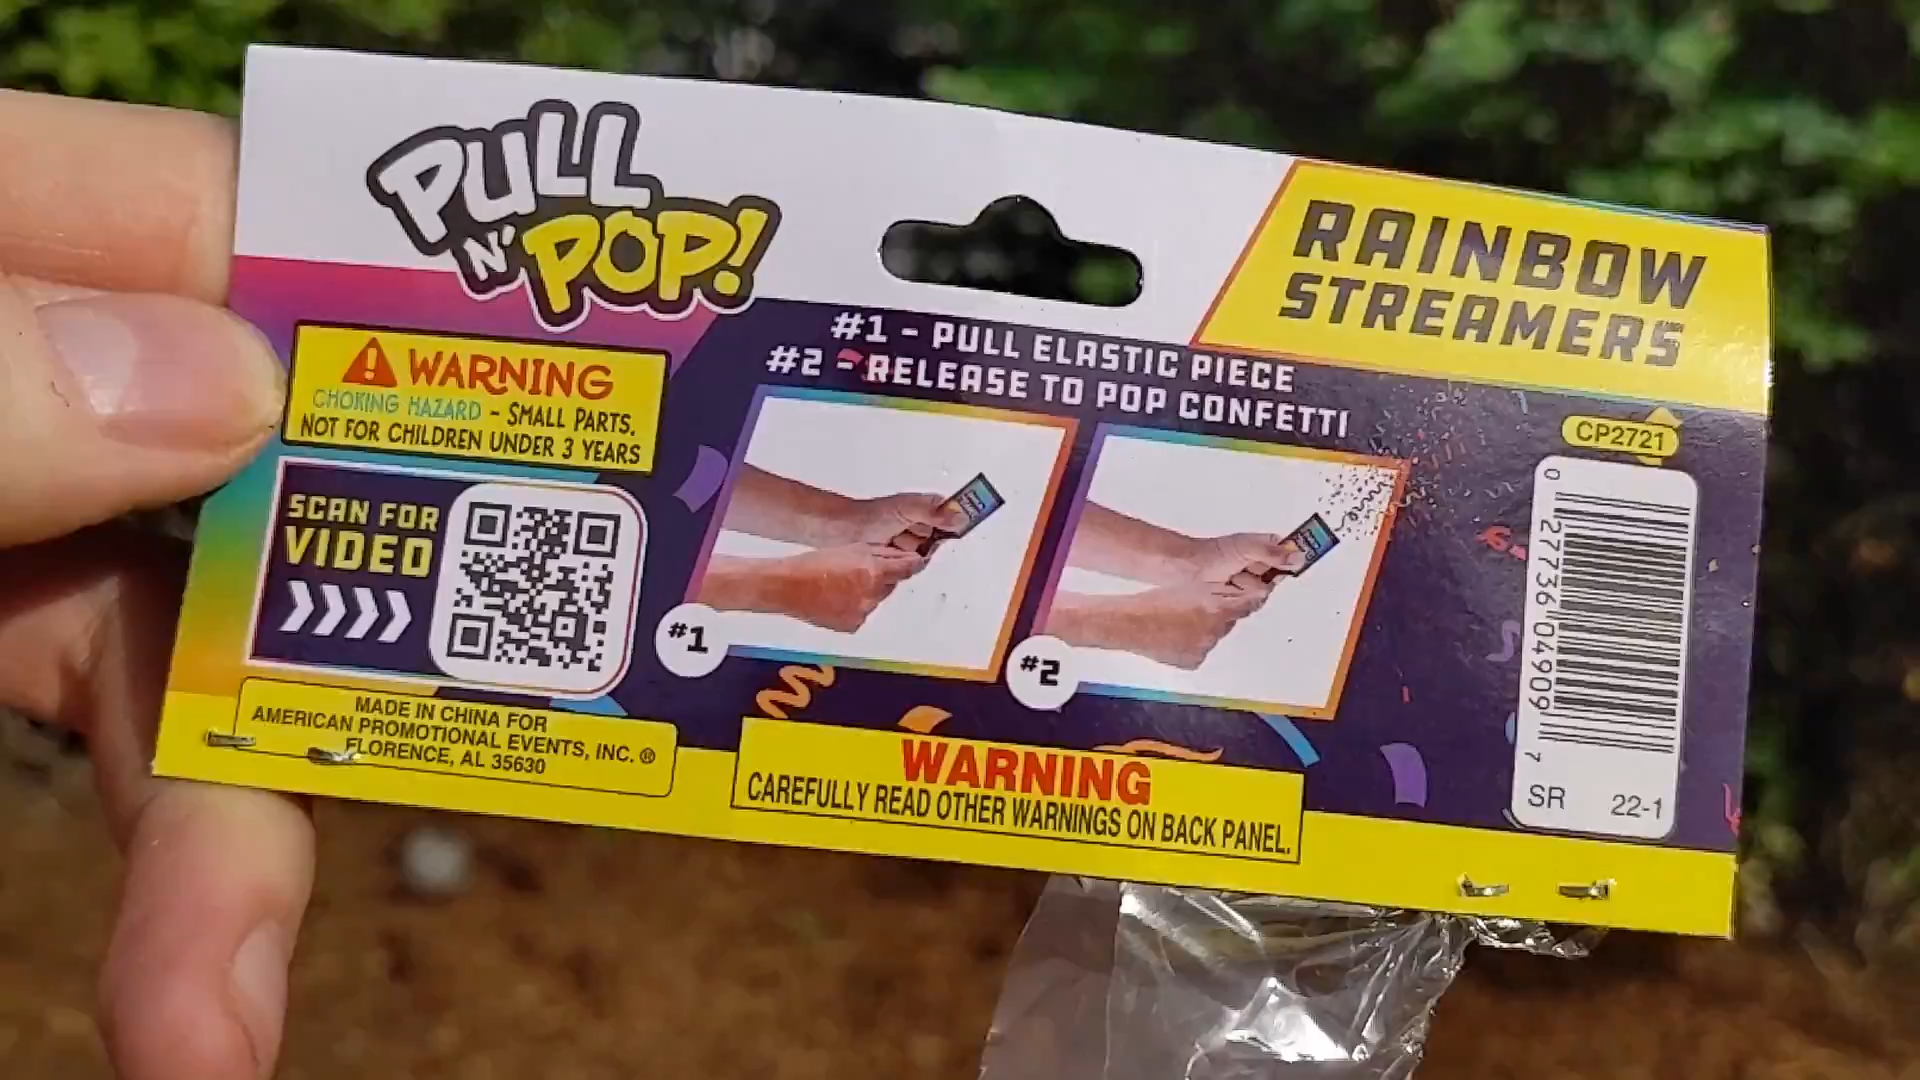 PULL
N' POP!
RAINBOW
STREAMERS
#1 - PULL ELASTIC PIECE
#2 - RELEASE TO POP CONFETTI
WARNING
CHOKING HAZARD - SMALL PARTS.
NOT FOR CHILDREN UNDER 3 YEARS
SCAN FOR
VIDEO
#1
#2
CP2721
0 27736 04909 7
SR 22-1
MADE IN CHINA FOR
AMERICAN PROMOTIONAL EVENTS, INC. ®
FLORENCE, AL 35630
WARNING
CAREFULLY READ OTHER WARNINGS ON BACK PANEL.